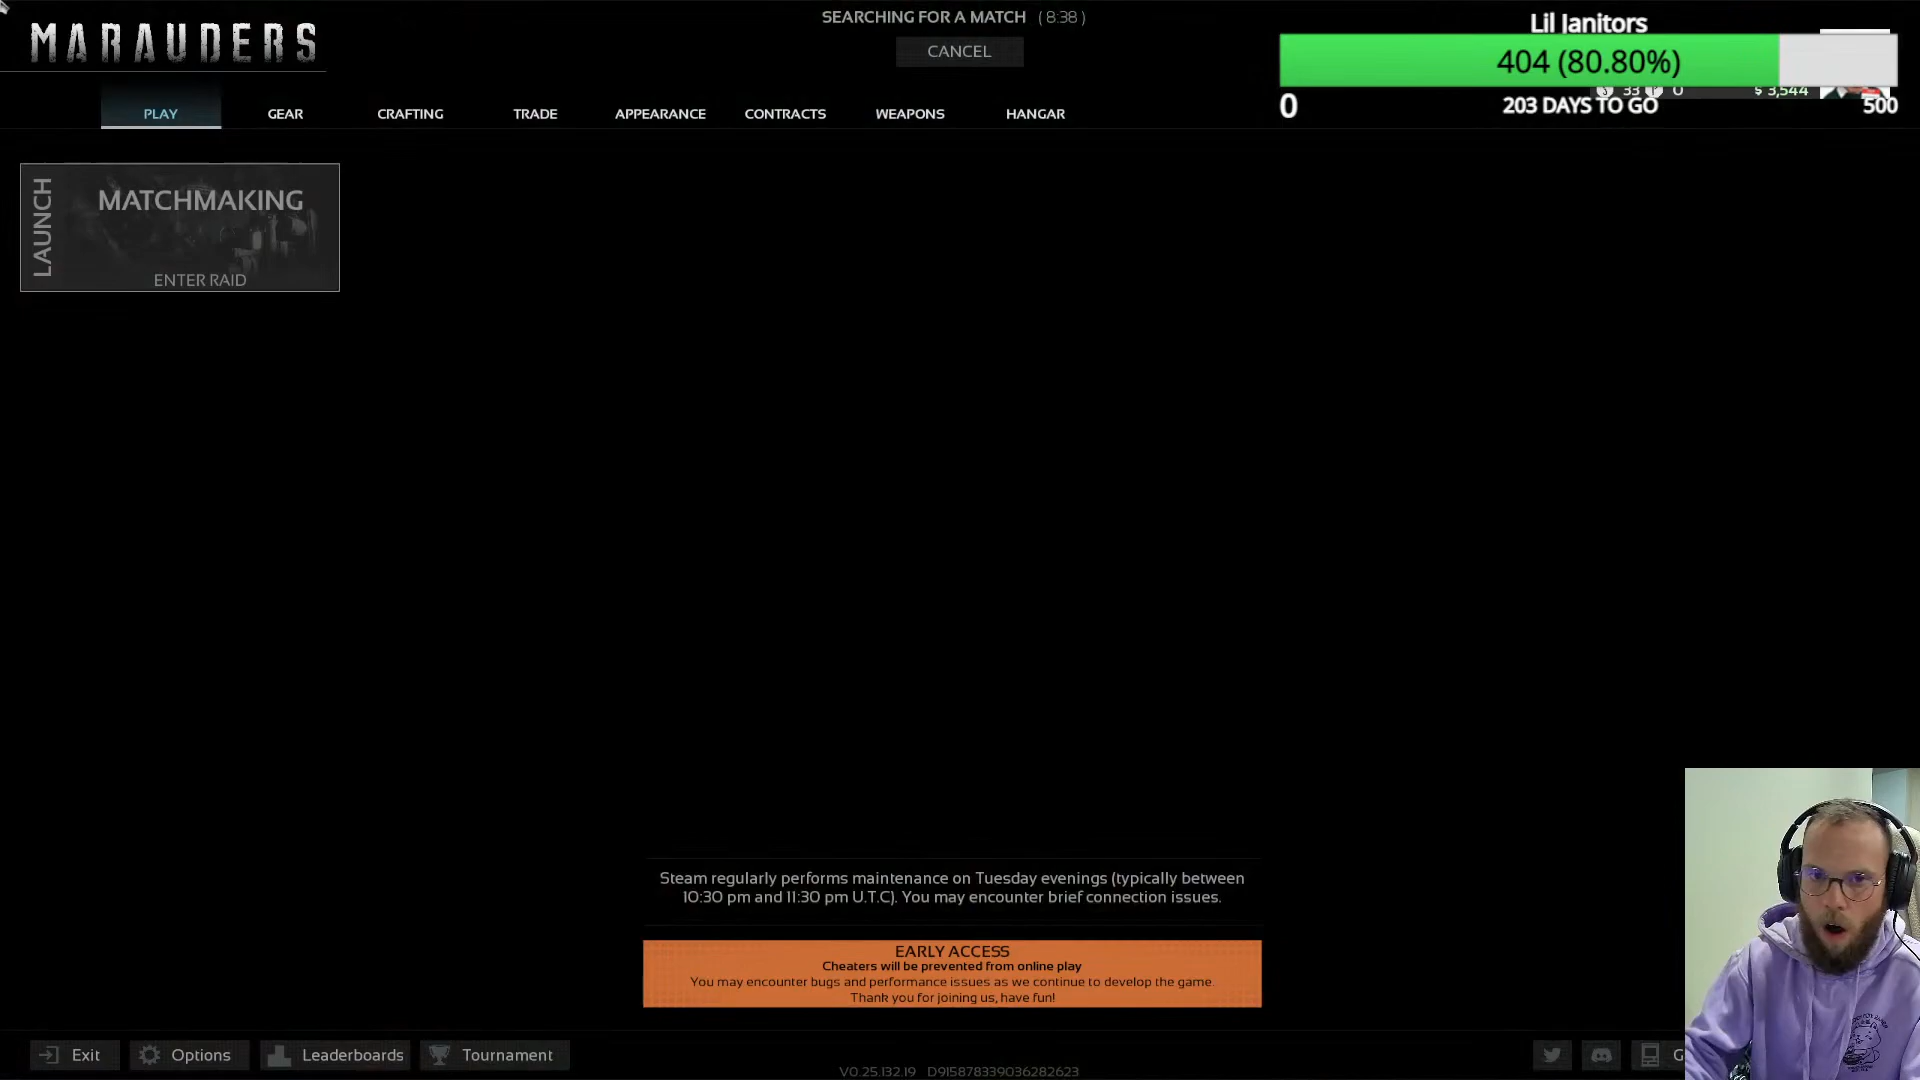 MARAUDERS
SEARCHING FOR A MATCH ( 8:38 )
CANCEL
Lil Janitors
404 (80.80%)
33 0 $ 3,544
0 203 DAYS TO GO 500
PLAY GEAR CRAFTING TRADE APPEARANCE CONTRACTS WEAPONS HANGAR
LAUNCH
MATCHMAKING
ENTER RAID
Steam regularly performs maintenance on Tuesday evenings (typically between
10:30 pm and 11:30 pm U.T.C). You may encounter brief connection issues.
EARLY ACCESS
Cheaters will be prevented from online play
You may encounter bugs and performance issues as we continue to develop the game.
Thank you for joining us, have fun!
Exit Options Leaderboards Tournament G
V0.25.132.19 D915878339036282623